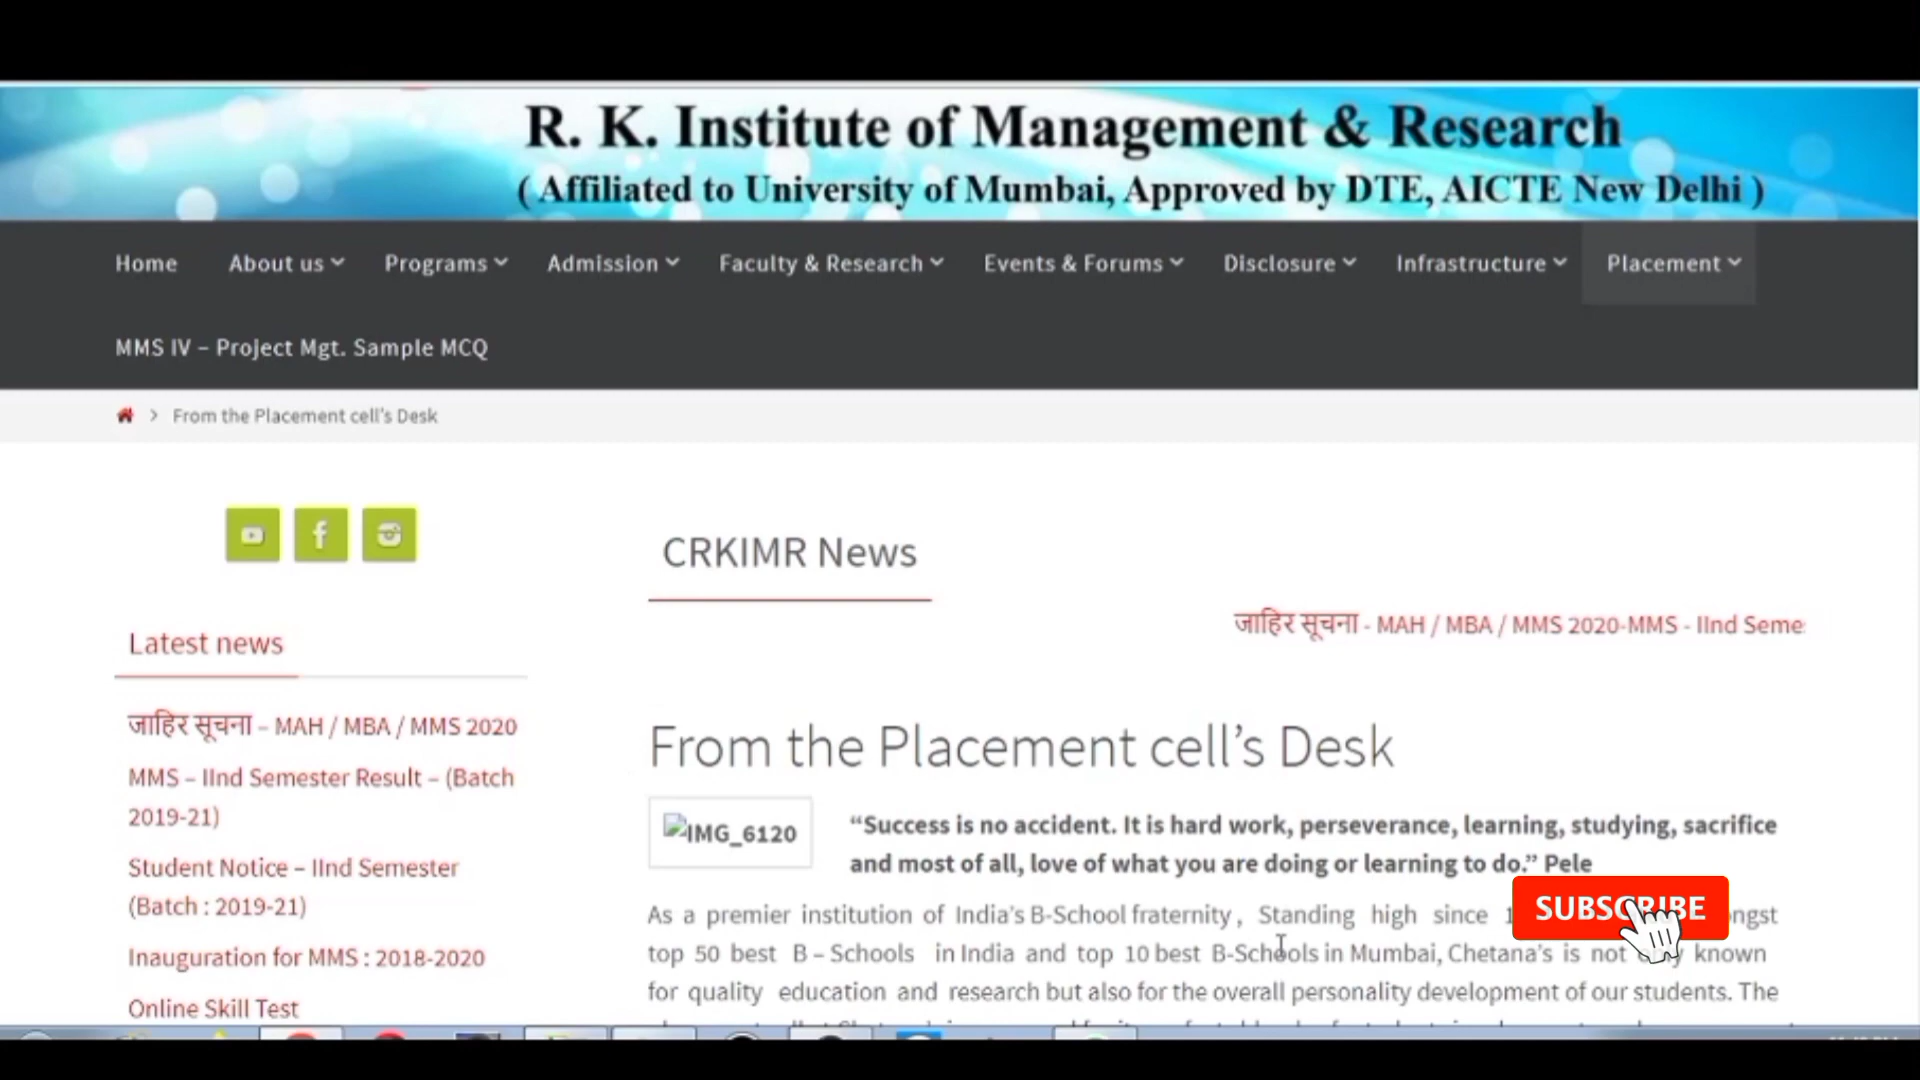 R. K. Institute of Management & Research
( Affiliated to University of Mumbai, Approved by DTE, AICTE New Delhi )
Home About us Programs Admission Faculty & Research Events & Forums Disclosure Infrastructure Placement
MMS IV – Project Mgt. Sample MCQ
From the Placement cell's Desk
CRKIMR News
जाहिर सूचना - MAH / MBA / MMS 2020-MMS - IInd Seme
Latest news
जाहिर सूचना – MAH / MBA / MMS 2020
MMS – IInd Semester Result – (Batch
2019-21)
Student Notice – IInd Semester
(Batch : 2019-21)
Inauguration for MMS : 2018-2020
Online Skill Test
From the Placement cell’s Desk
IMG_6120
“Success is no accident. It is hard work, perseverance, learning, studying, sacrifice
and most of all, love of what you are doing or learning to do.” Pele
As a premier institution of India’s B-School fraternity , Standing high since
top 50 best B – Schools in India and top 10 best B-Schools in Mumbai, Chetana’s is not only known
for quality education and research but also for the overall personality development of our students. The
SUBSCRIBE